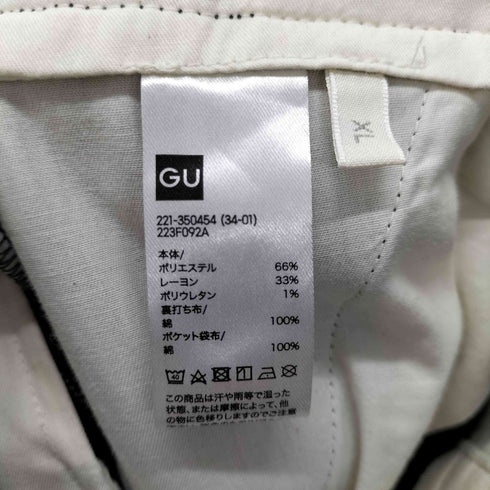 XL
GU
221-350454 (34-01)
223F092A
本体/
ポリエステル 66%
レーヨン 33%
ポリウレタン 1%
裏打ち布/
綿 100%
ポケット袋布/
綿 100%
40
この商品は汗や雨等で湿った
状態、または摩擦によって、他
の物に色移りしますのでご注意